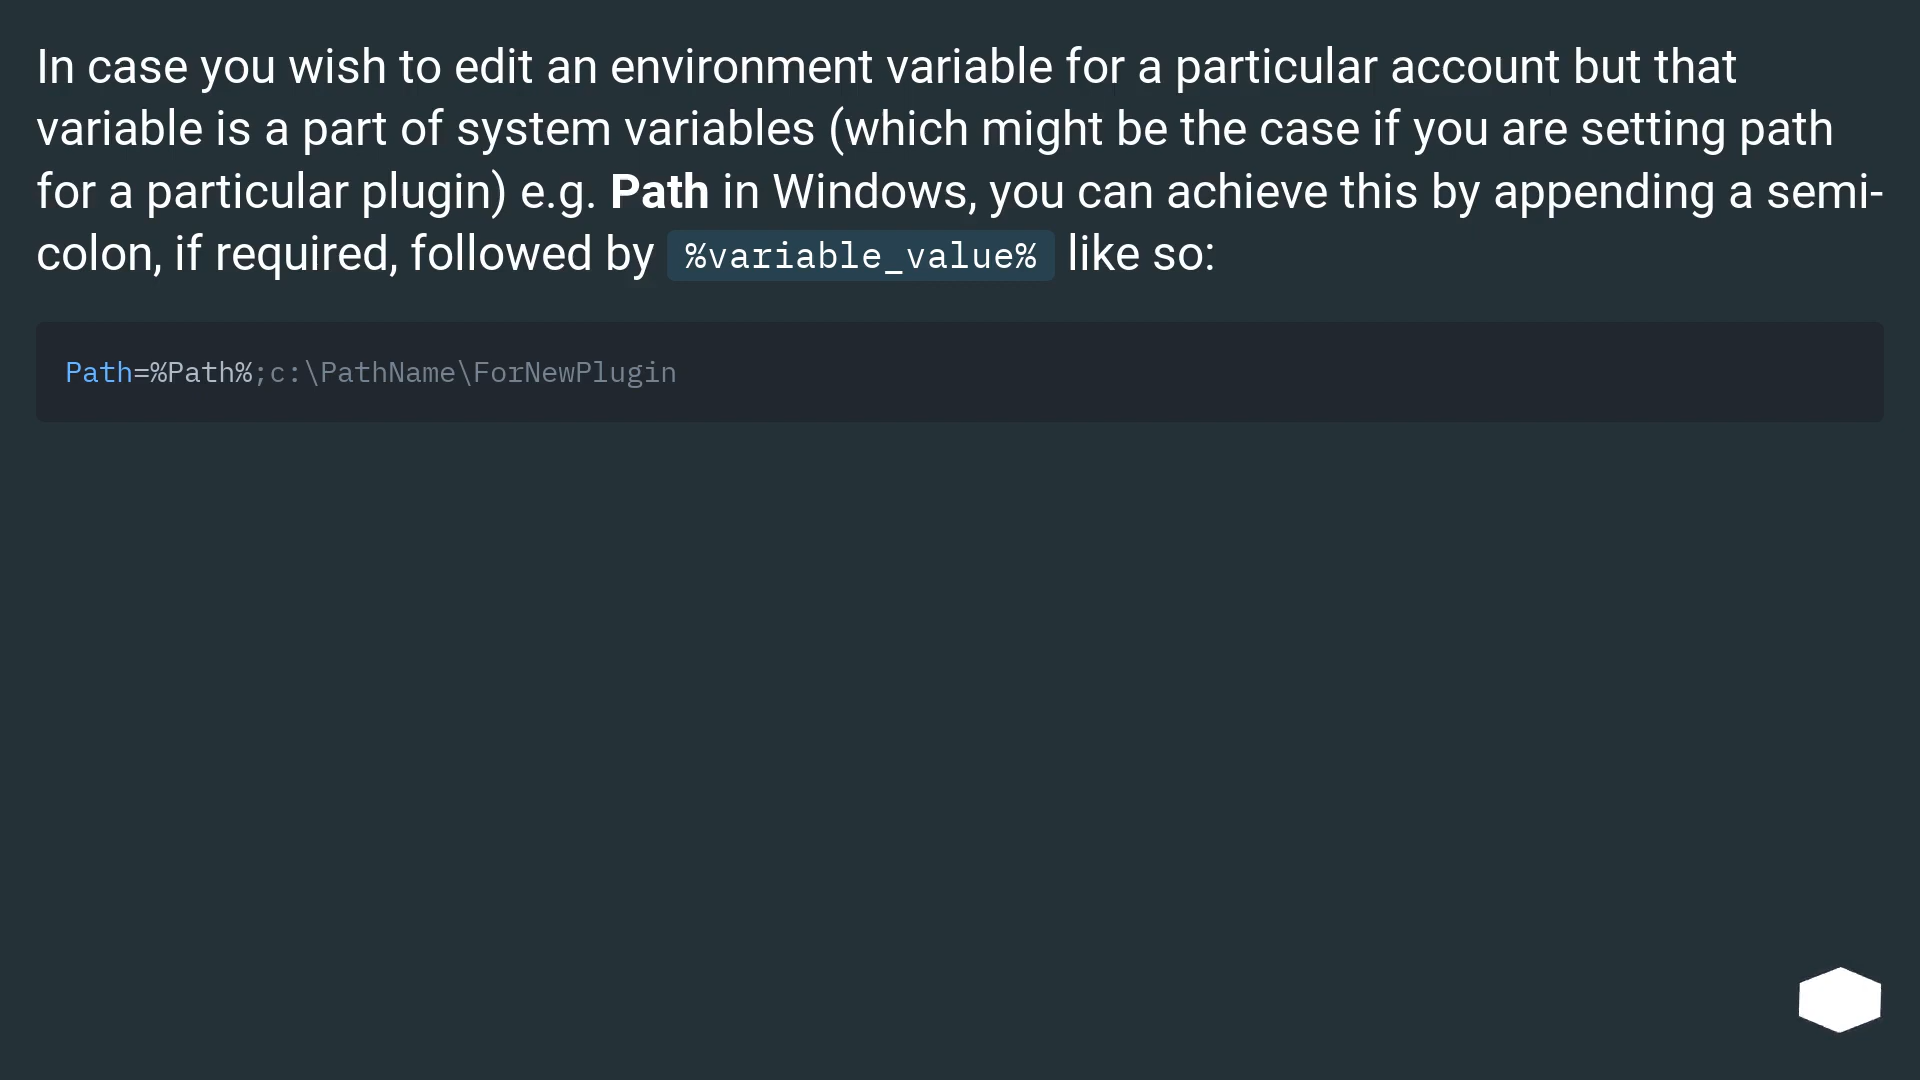 In case you wish to edit an environment variable for a particular account but that
variable is a part of system variables (which might be the case if you are setting path
for a particular plugin) e.g. Path in Windows, you can achieve this by appending a semi-
colon, if required, followed by %variable_value% like so:
Path=%Path%;c:\PathName\ForNewPlugin